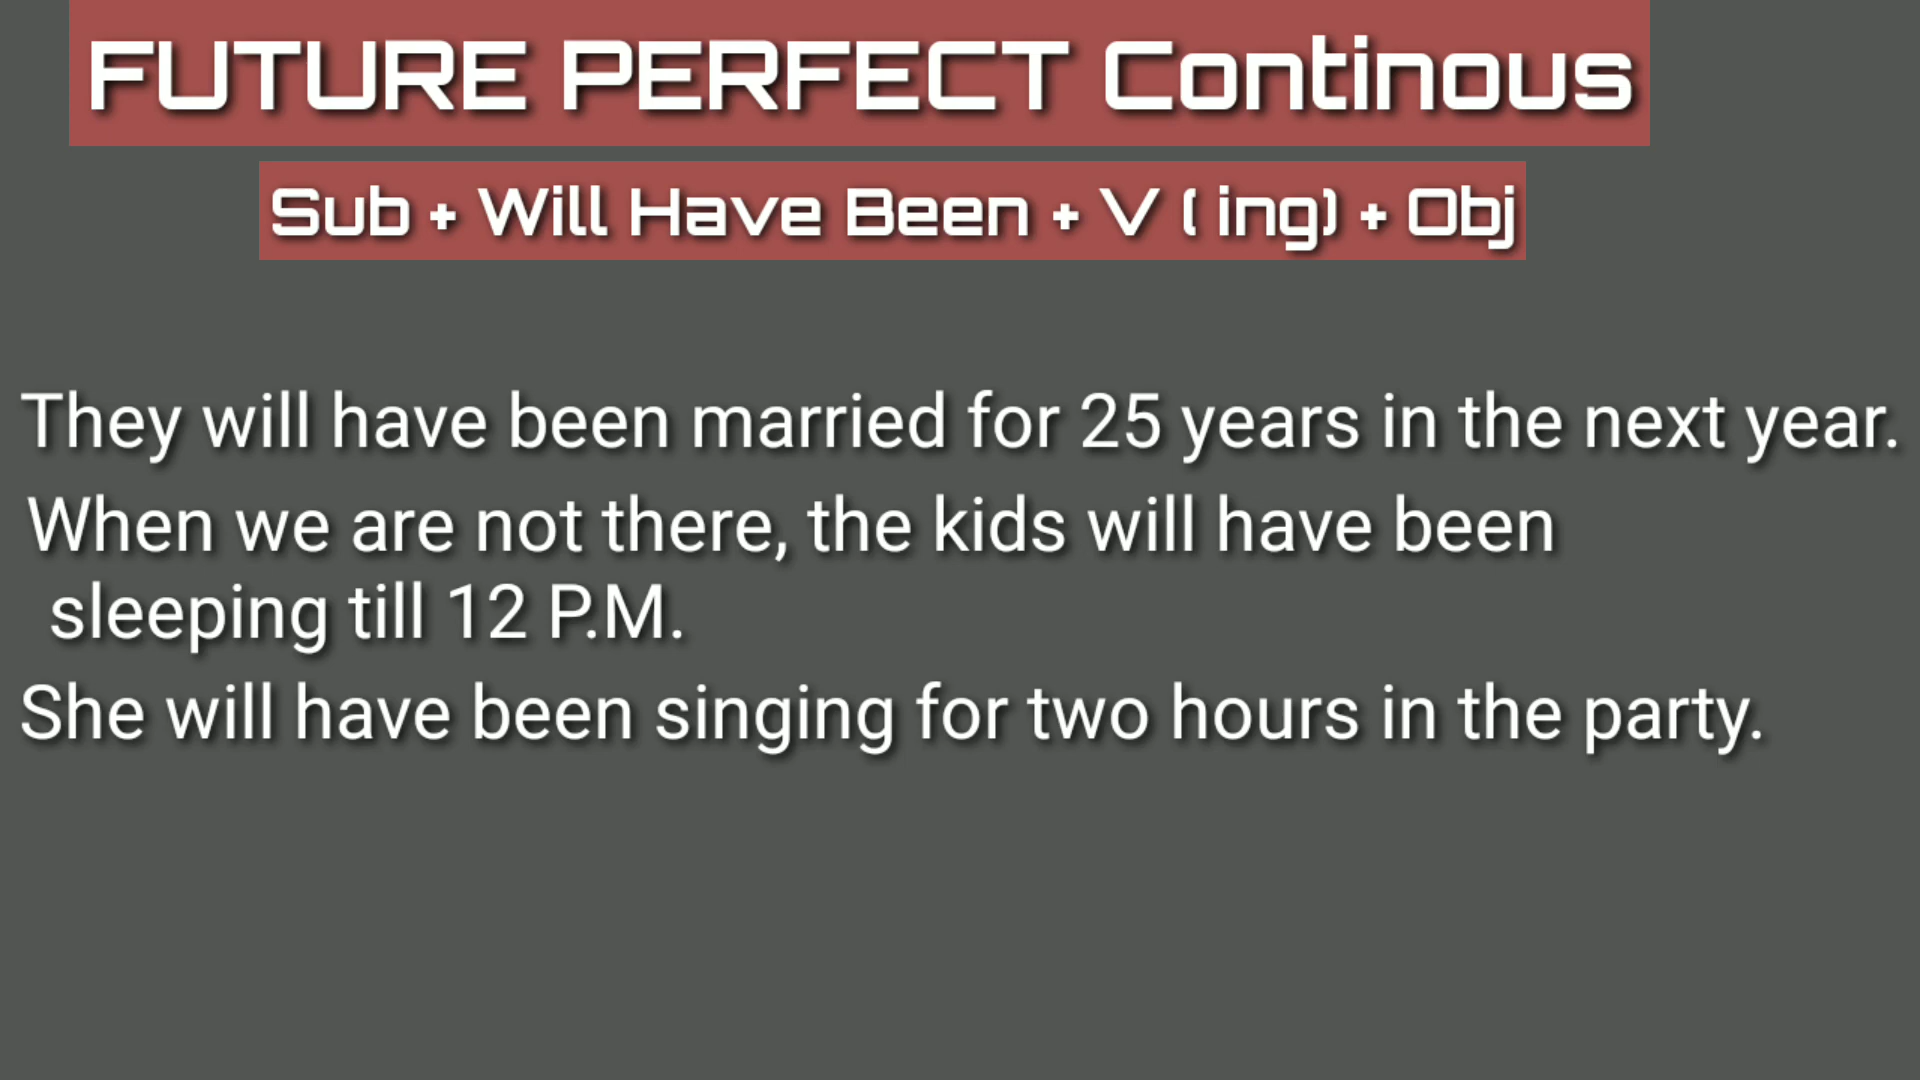 FUTURE PERFECT Continous
Sub + Will Have Been + V ( ing) + Obj
They will have been married for 25 years in the next year.
When we are not there, the kids will have been
sleeping till 12 P.M.
She will have been singing for two hours in the party.